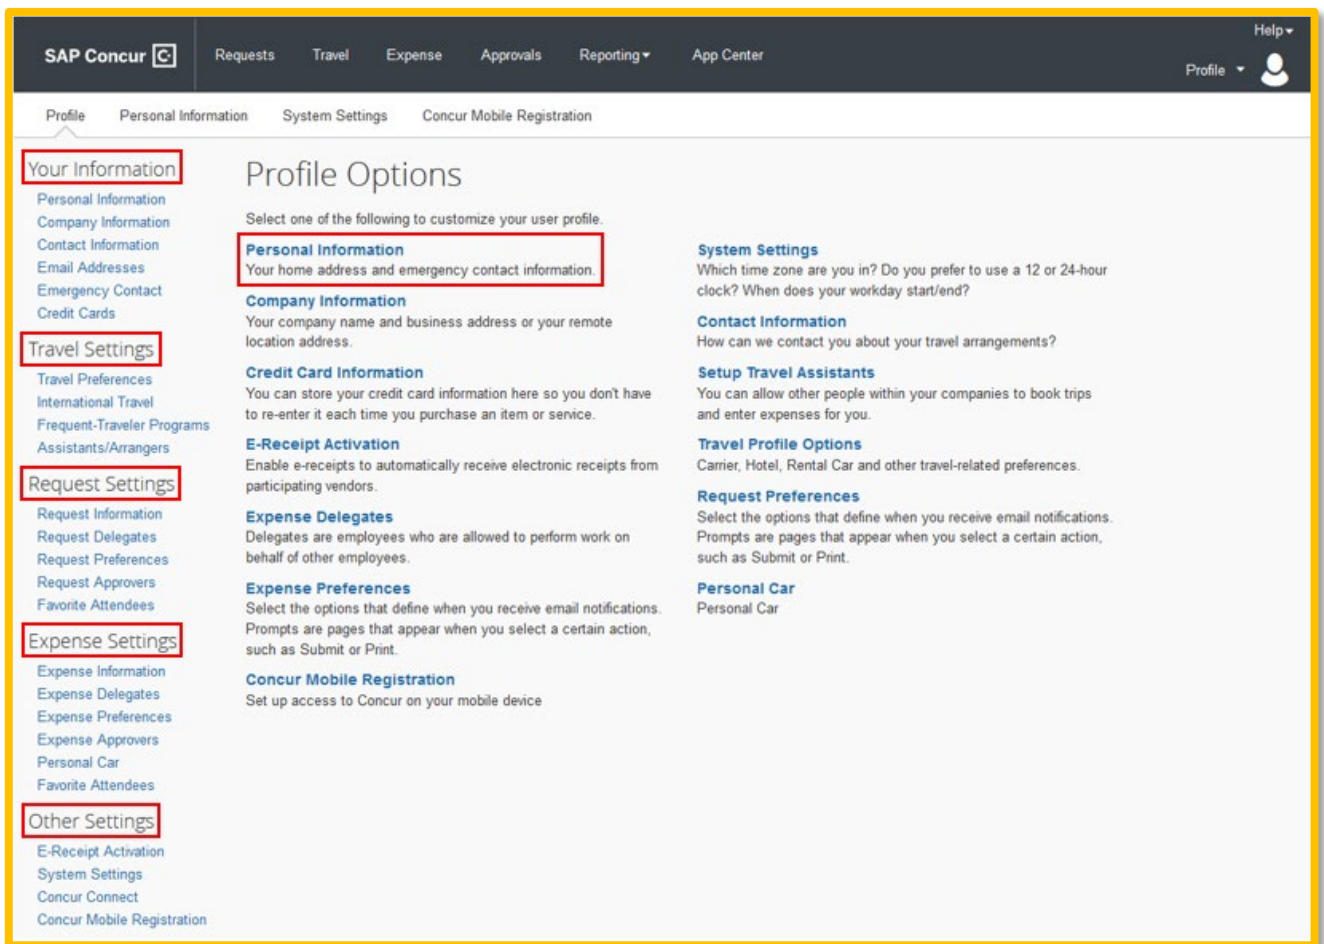 Help
SAP Concur C Requests Travel Expense Approvals Reporting App Center
Profile
Profile Personal Information System Settings Concur Mobile Registration
Your Information
Personal Information
Company Information
Contact Information
Email Addresses
Emergency Contact
Credit Cards
Travel Settings
Travel Preferences
International Travel
Frequent-Traveler Programs
Assistants/Arrangers
Request Settings
Request Information
Request Delegates
Request Preferences
Request Approvers
Favorite Attendees
Expense Settings
Expense Information
Expense Delegates
Expense Preferences
Expense Approvers
Personal Car
Favorite Attendees
Other Settings
E-Receipt Activation
System Settings
Concur Connect
Concur Mobile Registration
Profile Options
Select one of the following to customize your user profile.
Personal Information
Your home address and emergency contact information.
Company Information
Your company name and business address or your remote
location address.
Credit Card Information
You can store your credit card information here so you don't have
to re-enter it each time you purchase an item or service.
E-Receipt Activation
Enable e-receipts to automatically receive electronic receipts from
participating vendors.
Expense Delegates
Delegates are employees who are allowed to perform work on
behalf of other employees.
Expense Preferences
Select the options that define when you receive email notifications.
Prompts are pages that appear when you select a certain action,
such as Submit or Print.
Concur Mobile Registration
Set up access to Concur on your mobile device
System Settings
Which time zone are you in? Do you prefer to use a 12 or 24-hour
clock? When does your workday start/end?
Contact Information
How can we contact you about your travel arrangements?
Setup Travel Assistants
You can allow other people within your companies to book trips
and enter expenses for you.
Travel Profile Options
Carrier, Hotel, Rental Car and other travel-related preferences.
Request Preferences
Select the options that define when you receive email notifications.
Prompts are pages that appear when you select a certain action,
such as Submit or Print.
Personal Car
Personal Car